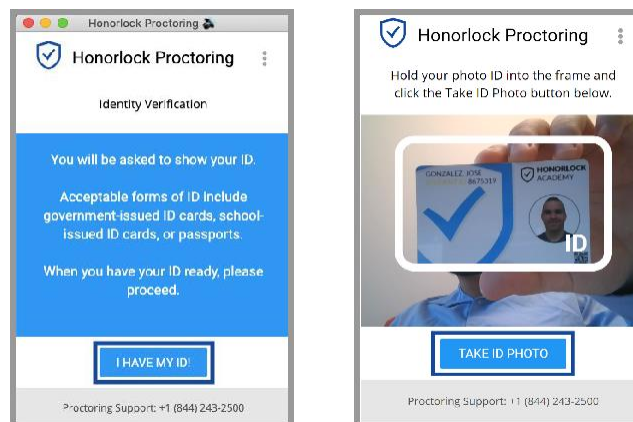 Honorlock Proctoring
Honorlock Proctoring
Identity Verification
You will be asked to show your ID.
Acceptable forms of ID include
government-issued ID cards, school-
issued ID cards, or passports.
When you have your ID ready, please
proceed.
I HAVE MY ID!
Proctoring Support: +1 (844) 243-2500
Honorlock Proctoring
Hold your photo ID into the frame and
click the Take ID Photo button below.
GONZALEZ, JOSE
8675319
HONORLOCK
ACADEMY
ID
TAKE ID PHOTO
Proctoring Support: +1 (844) 243-2500